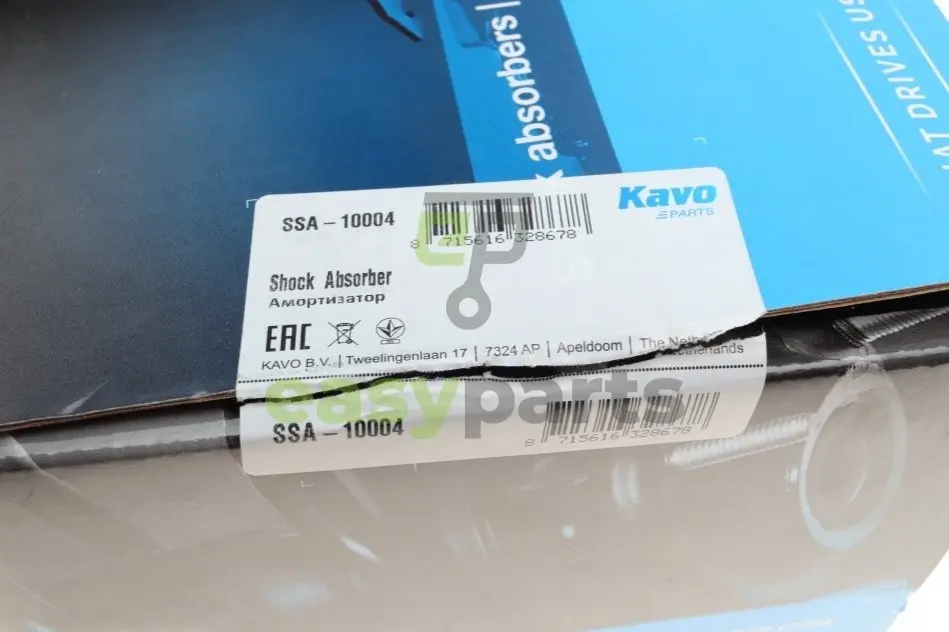 absorbers |
AT DRIVES US
Kavo
PARTS
SSA - 10004
8 715616 328678
Shock Absorber
Амортизатор
EAC
KAVO B.V. | Tweelingenlaan 17 | 7324 AP | Apeldoorn | The Netherlands
easyparts
SSA - 10004
8 715616 328678